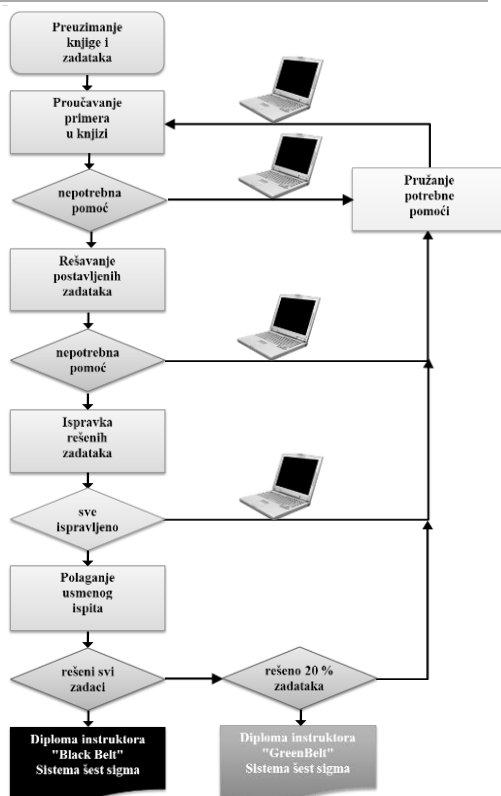 Preuzimanje
knjige i
zadataka
Proučavanje
primera
u knjizi
nepotrebna
pomoć
Pružanje
potrebne
pomoći
Rešavanje
postavljenih
zadataka
nepotrebna
pomoć
Ispravka
rešenih
zadataka
sve
ispravljeno
Polaganje
usmenog
ispita
rešeni svi
zadaci
rešeno 20 %
zadataka
Diploma instruktora
"Black Belt"
Sistema šest sigma
Diploma instruktora
"GreenBelt"
Sistema šest sigma